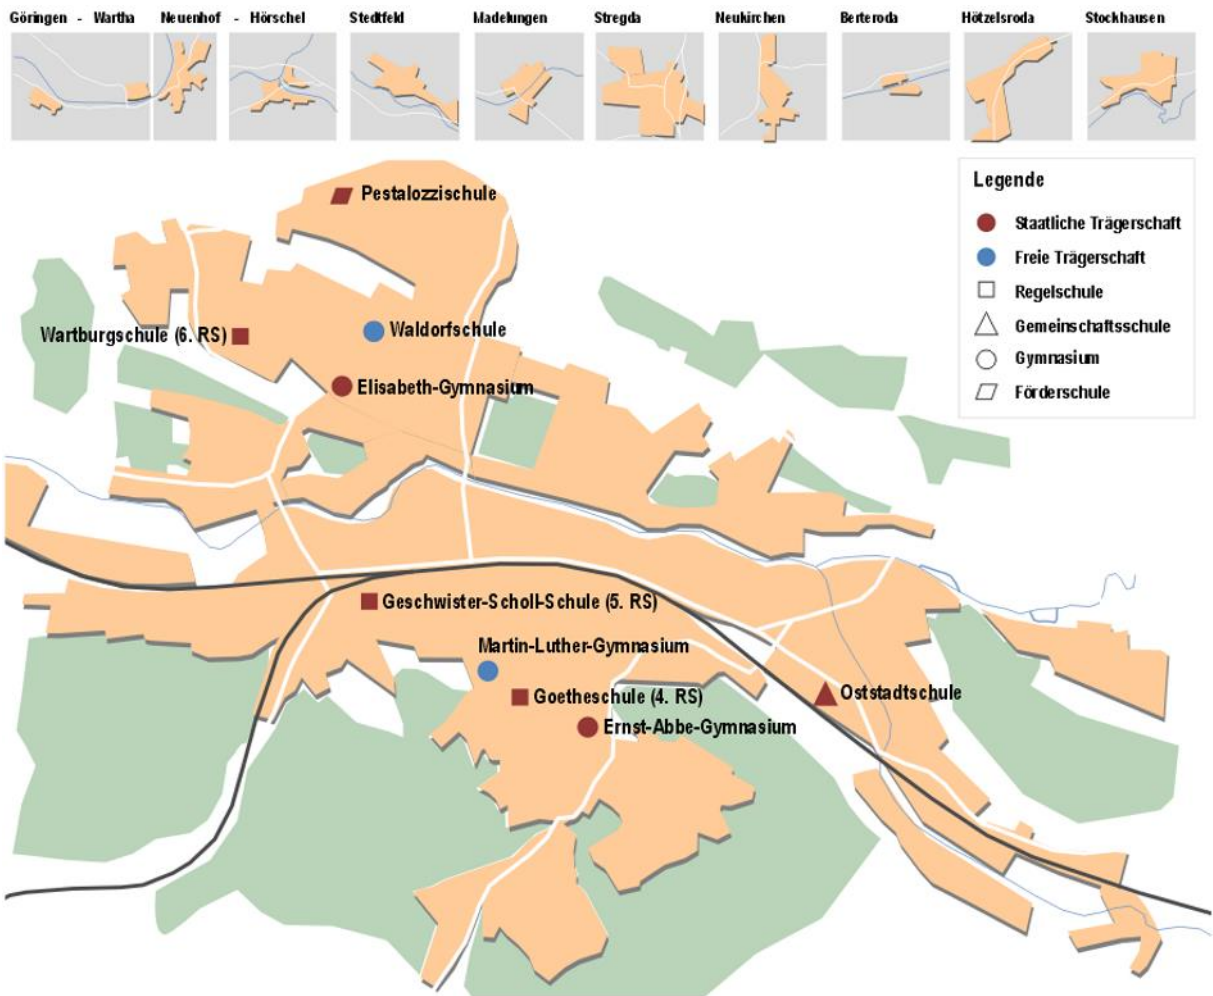 Göringen - Wartha Neuenhof - Hörschel Stedtfeld Madelungen Stregda Neukirchen Berteroda Hötzelsroda Stockhausen
Legende
Staatliche Trägerschaft
Freie Trägerschaft
Regelschule
Gemeinschaftsschule
Gymnasium
Förderschule
Pestalozzischule
Wartburgschule (6. RS)
Waldorfschule
Elisabeth-Gymnasium
Geschwister-Scholl-Schule (5. RS)
Martin-Luther-Gymnasium
Goetheschule (4. RS)
Oststadtschule
Ernst-Abbe-Gymnasium